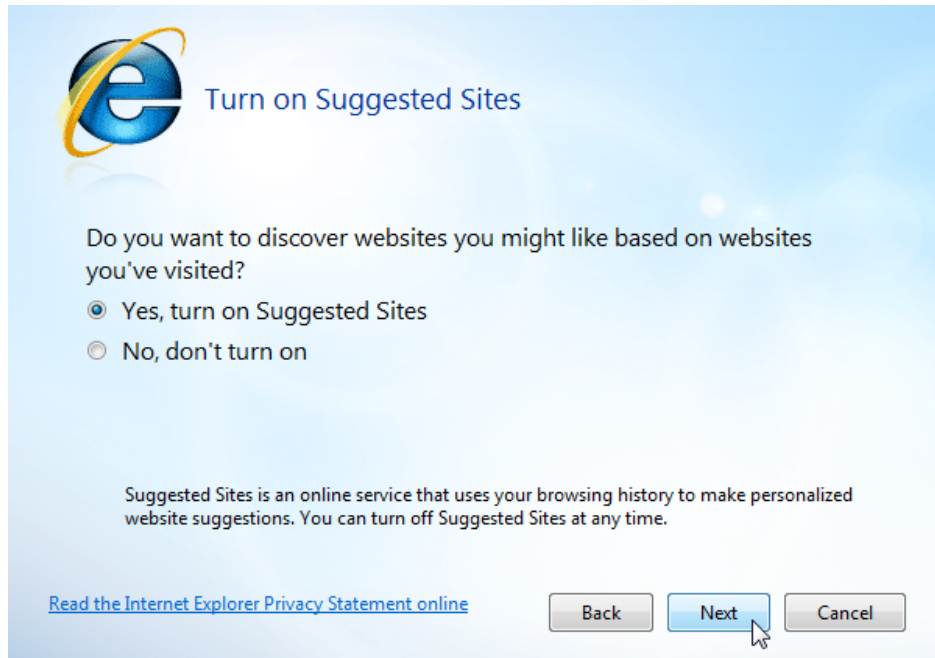 Turn on Suggested Sites
Do you want to discover websites you might like based on websites
you've visited?
Yes, turn on Suggested Sites
No, don't turn on
Suggested Sites is an online service that uses your browsing history to make personalized
website suggestions. You can turn off Suggested Sites at any time.
Read the Internet Explorer Privacy Statement online
Back
Next
Cancel